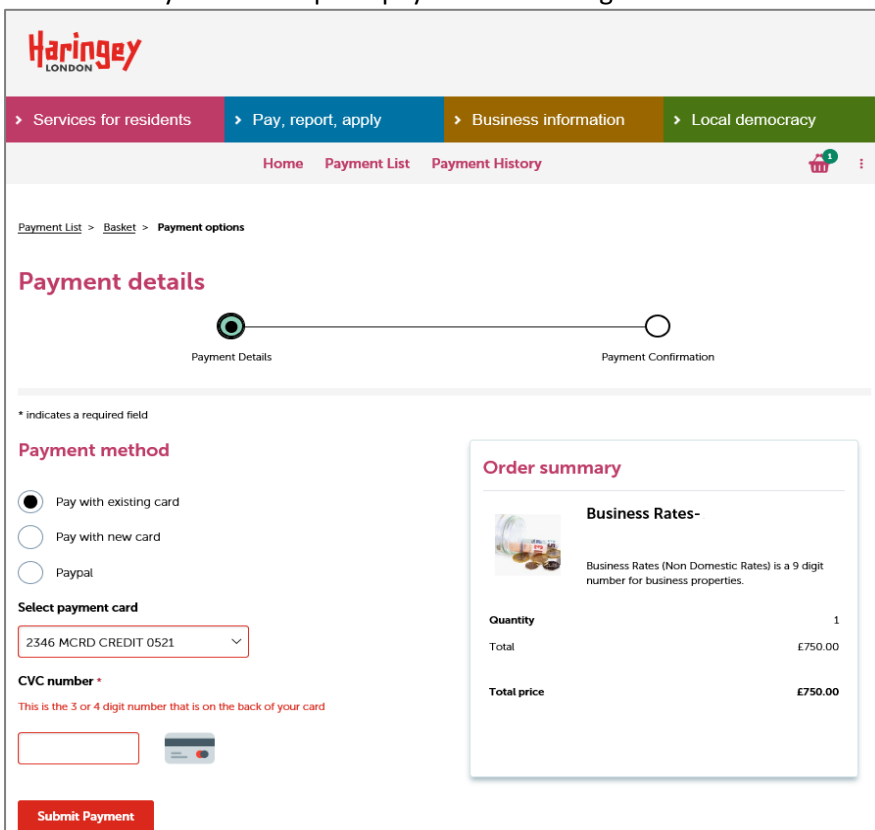 Haringey
LONDON
Services for residents
Pay, report, apply
Business information
Local democracy
Home Payment List Payment History
1
Payment List > Basket > Payment options
Payment details
Payment Details
Payment Confirmation
* indicates a required field
Payment method
Pay with existing card
Pay with new card
Paypal
Select payment card
2346 MCRD CREDIT 0521
CVC number *
This is the 3 or 4 digit number that is on the back of your card
Submit Payment
Order summary
Business Rates-
Business Rates (Non Domestic Rates) is a 9 digit
number for business properties.
Quantity 1
Total £750.00
Total price £750.00